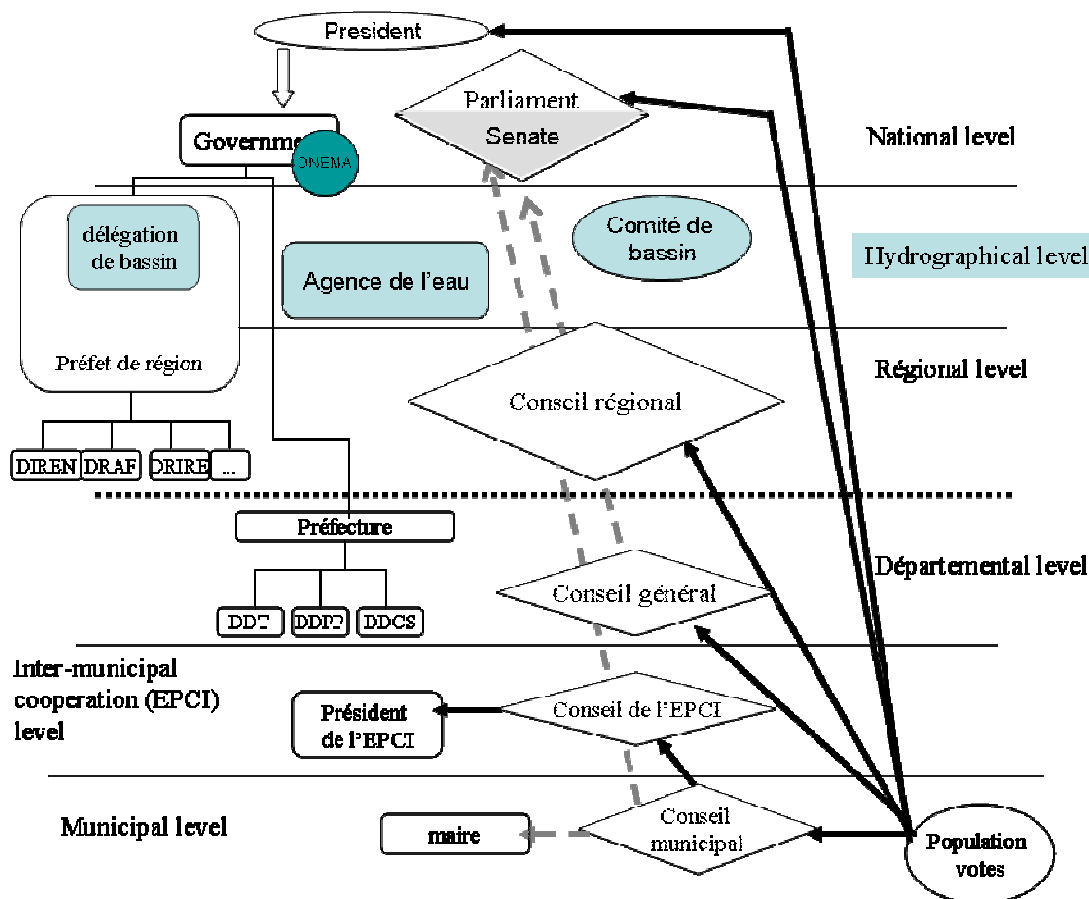 President
Parliament
Senate
Governme
ONEMA
National level
délégation
de bassin
Comité de
bassin
Agence de l'eau
Hydrographical level
Préfet de région
Conseil régional
Régional level
DIREN
DRAF
DRIRE
...
Préfecture
Conseil général
Départemental level
DDT
DDPP
DDCS
Inter-municipal
cooperation (EPCI)
level
Président
de l'EPCI
Conseil de l'EPCI
Municipal level
maire
Conseil
municipal
Population
votes